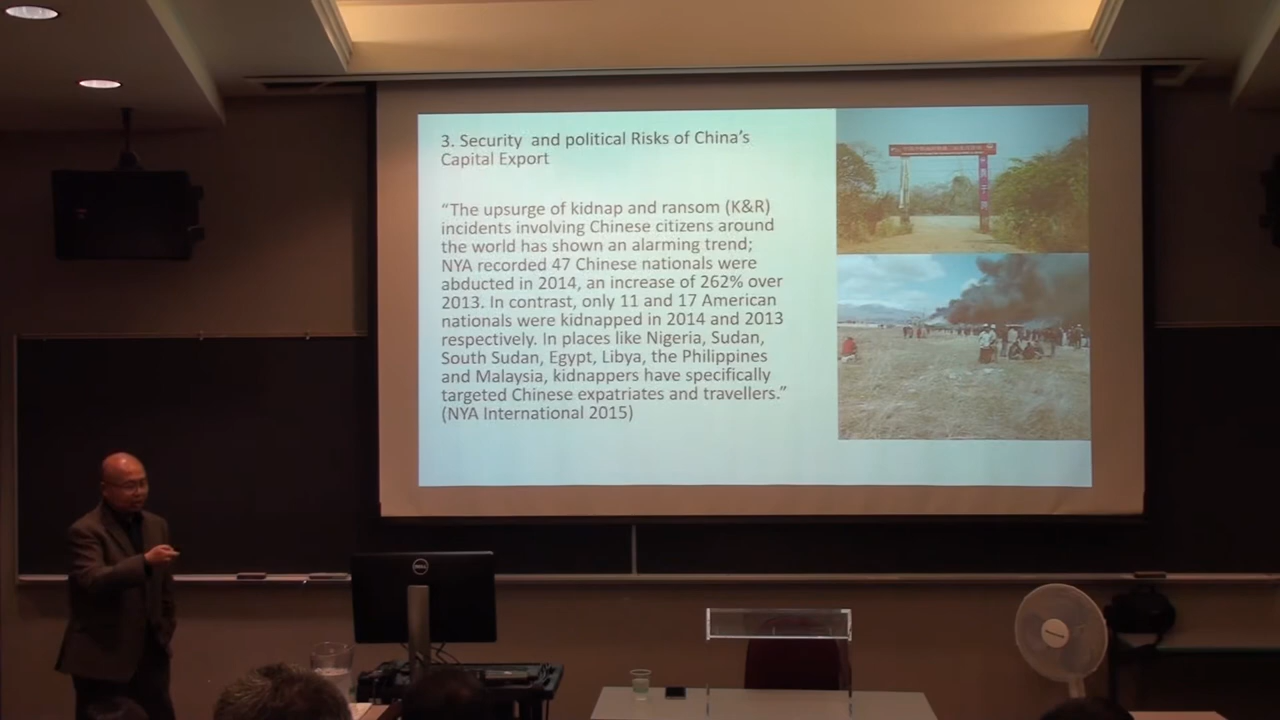 3. Security and political Risks of China's
Capital Export
“The upsurge of kidnap and ransom (K&R)
incidents involving Chinese citizens around
the world has shown an alarming trend;
NYA recorded 47 Chinese nationals were
abducted in 2014, an increase of 262% over
2013. In contrast, only 11 and 17 American
nationals were kidnapped in 2014 and 2013
respectively. In places like Nigeria, Sudan,
South Sudan, Egypt, Libya, the Philippines
and Malaysia, kidnappers have specifically
targeted Chinese expatriates and travellers.”
(NYA International 2015)
DELL